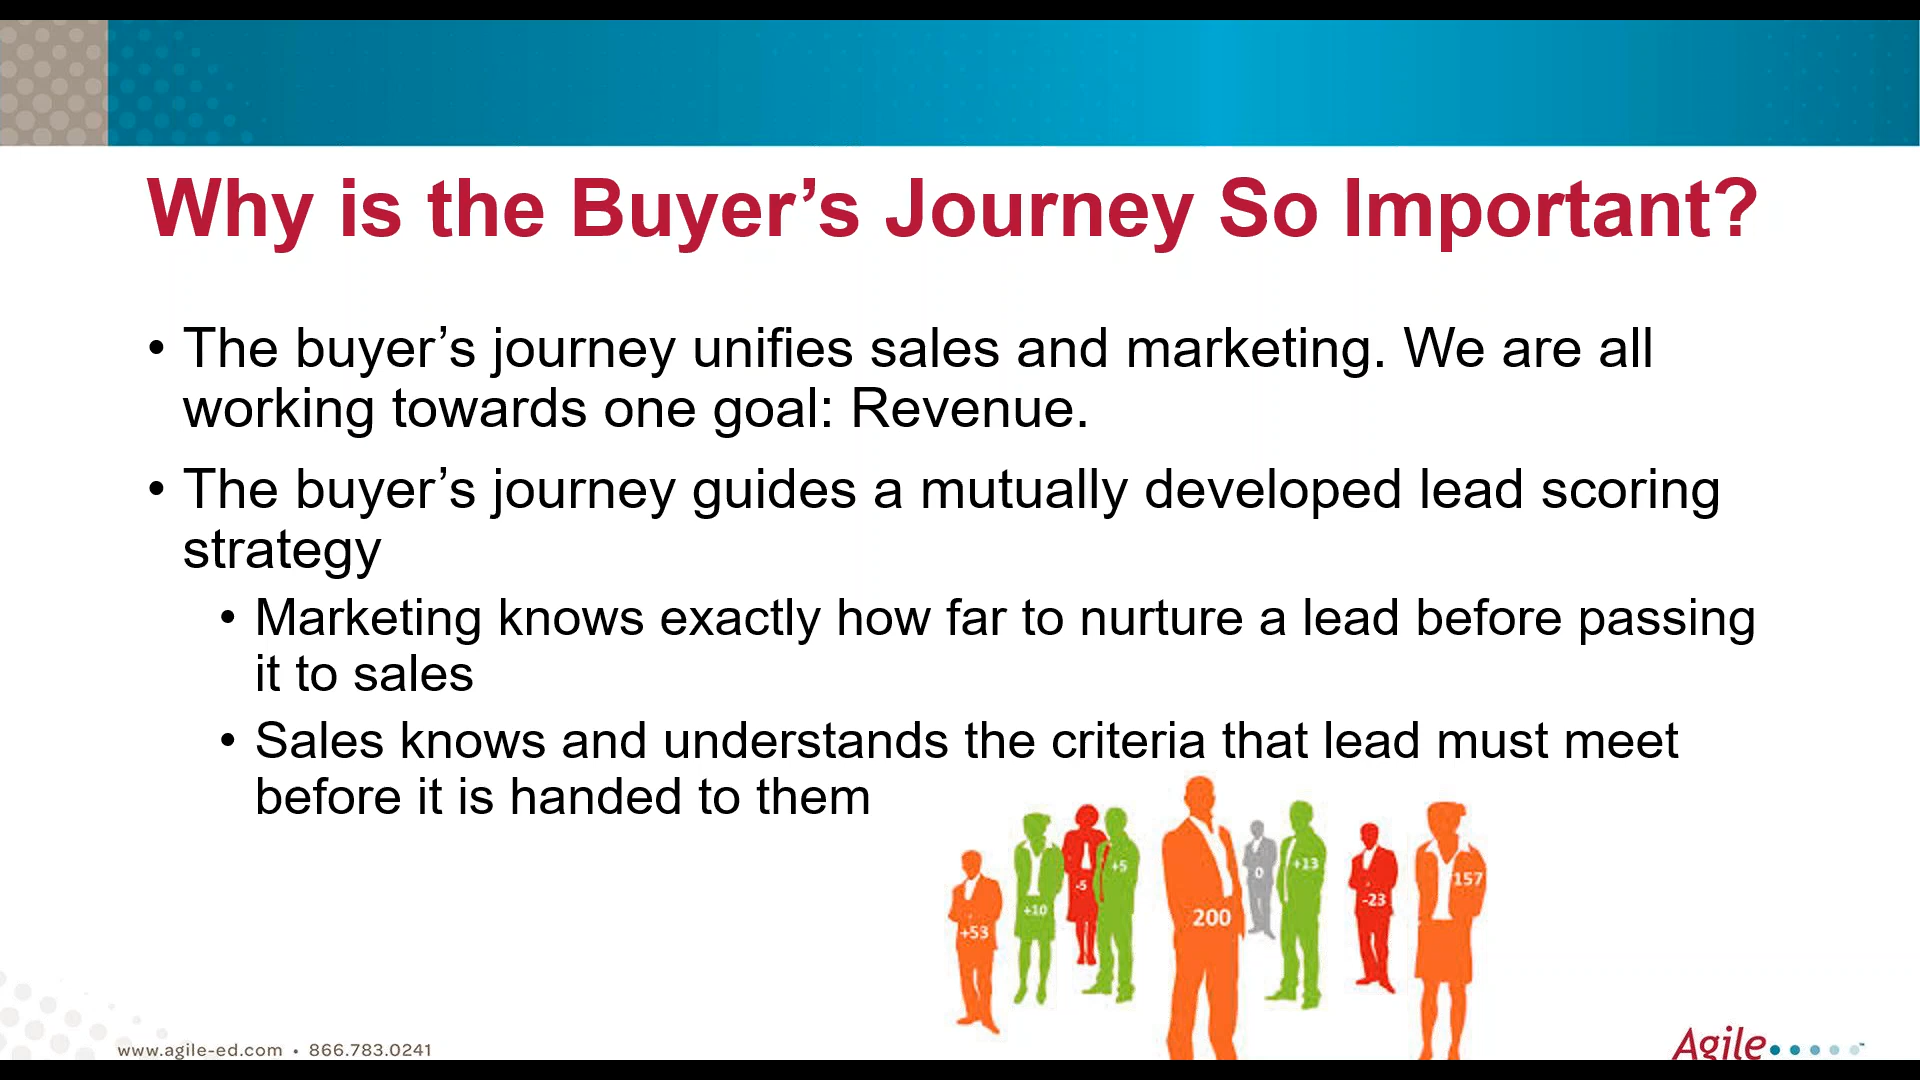 Why is the Buyer’s Journey So Important?
• The buyer’s journey unifies sales and marketing. We are all
working towards one goal: Revenue.
• The buyer’s journey guides a mutually developed lead scoring
strategy
• Marketing knows exactly how far to nurture a lead before passing
it to sales
• Sales knows and understands the criteria that lead must meet
before it is handed to them
+53
+10
-5
+5
200
0
+13
-23
157
www.agile-ed.com • 866.783.0241
Agile